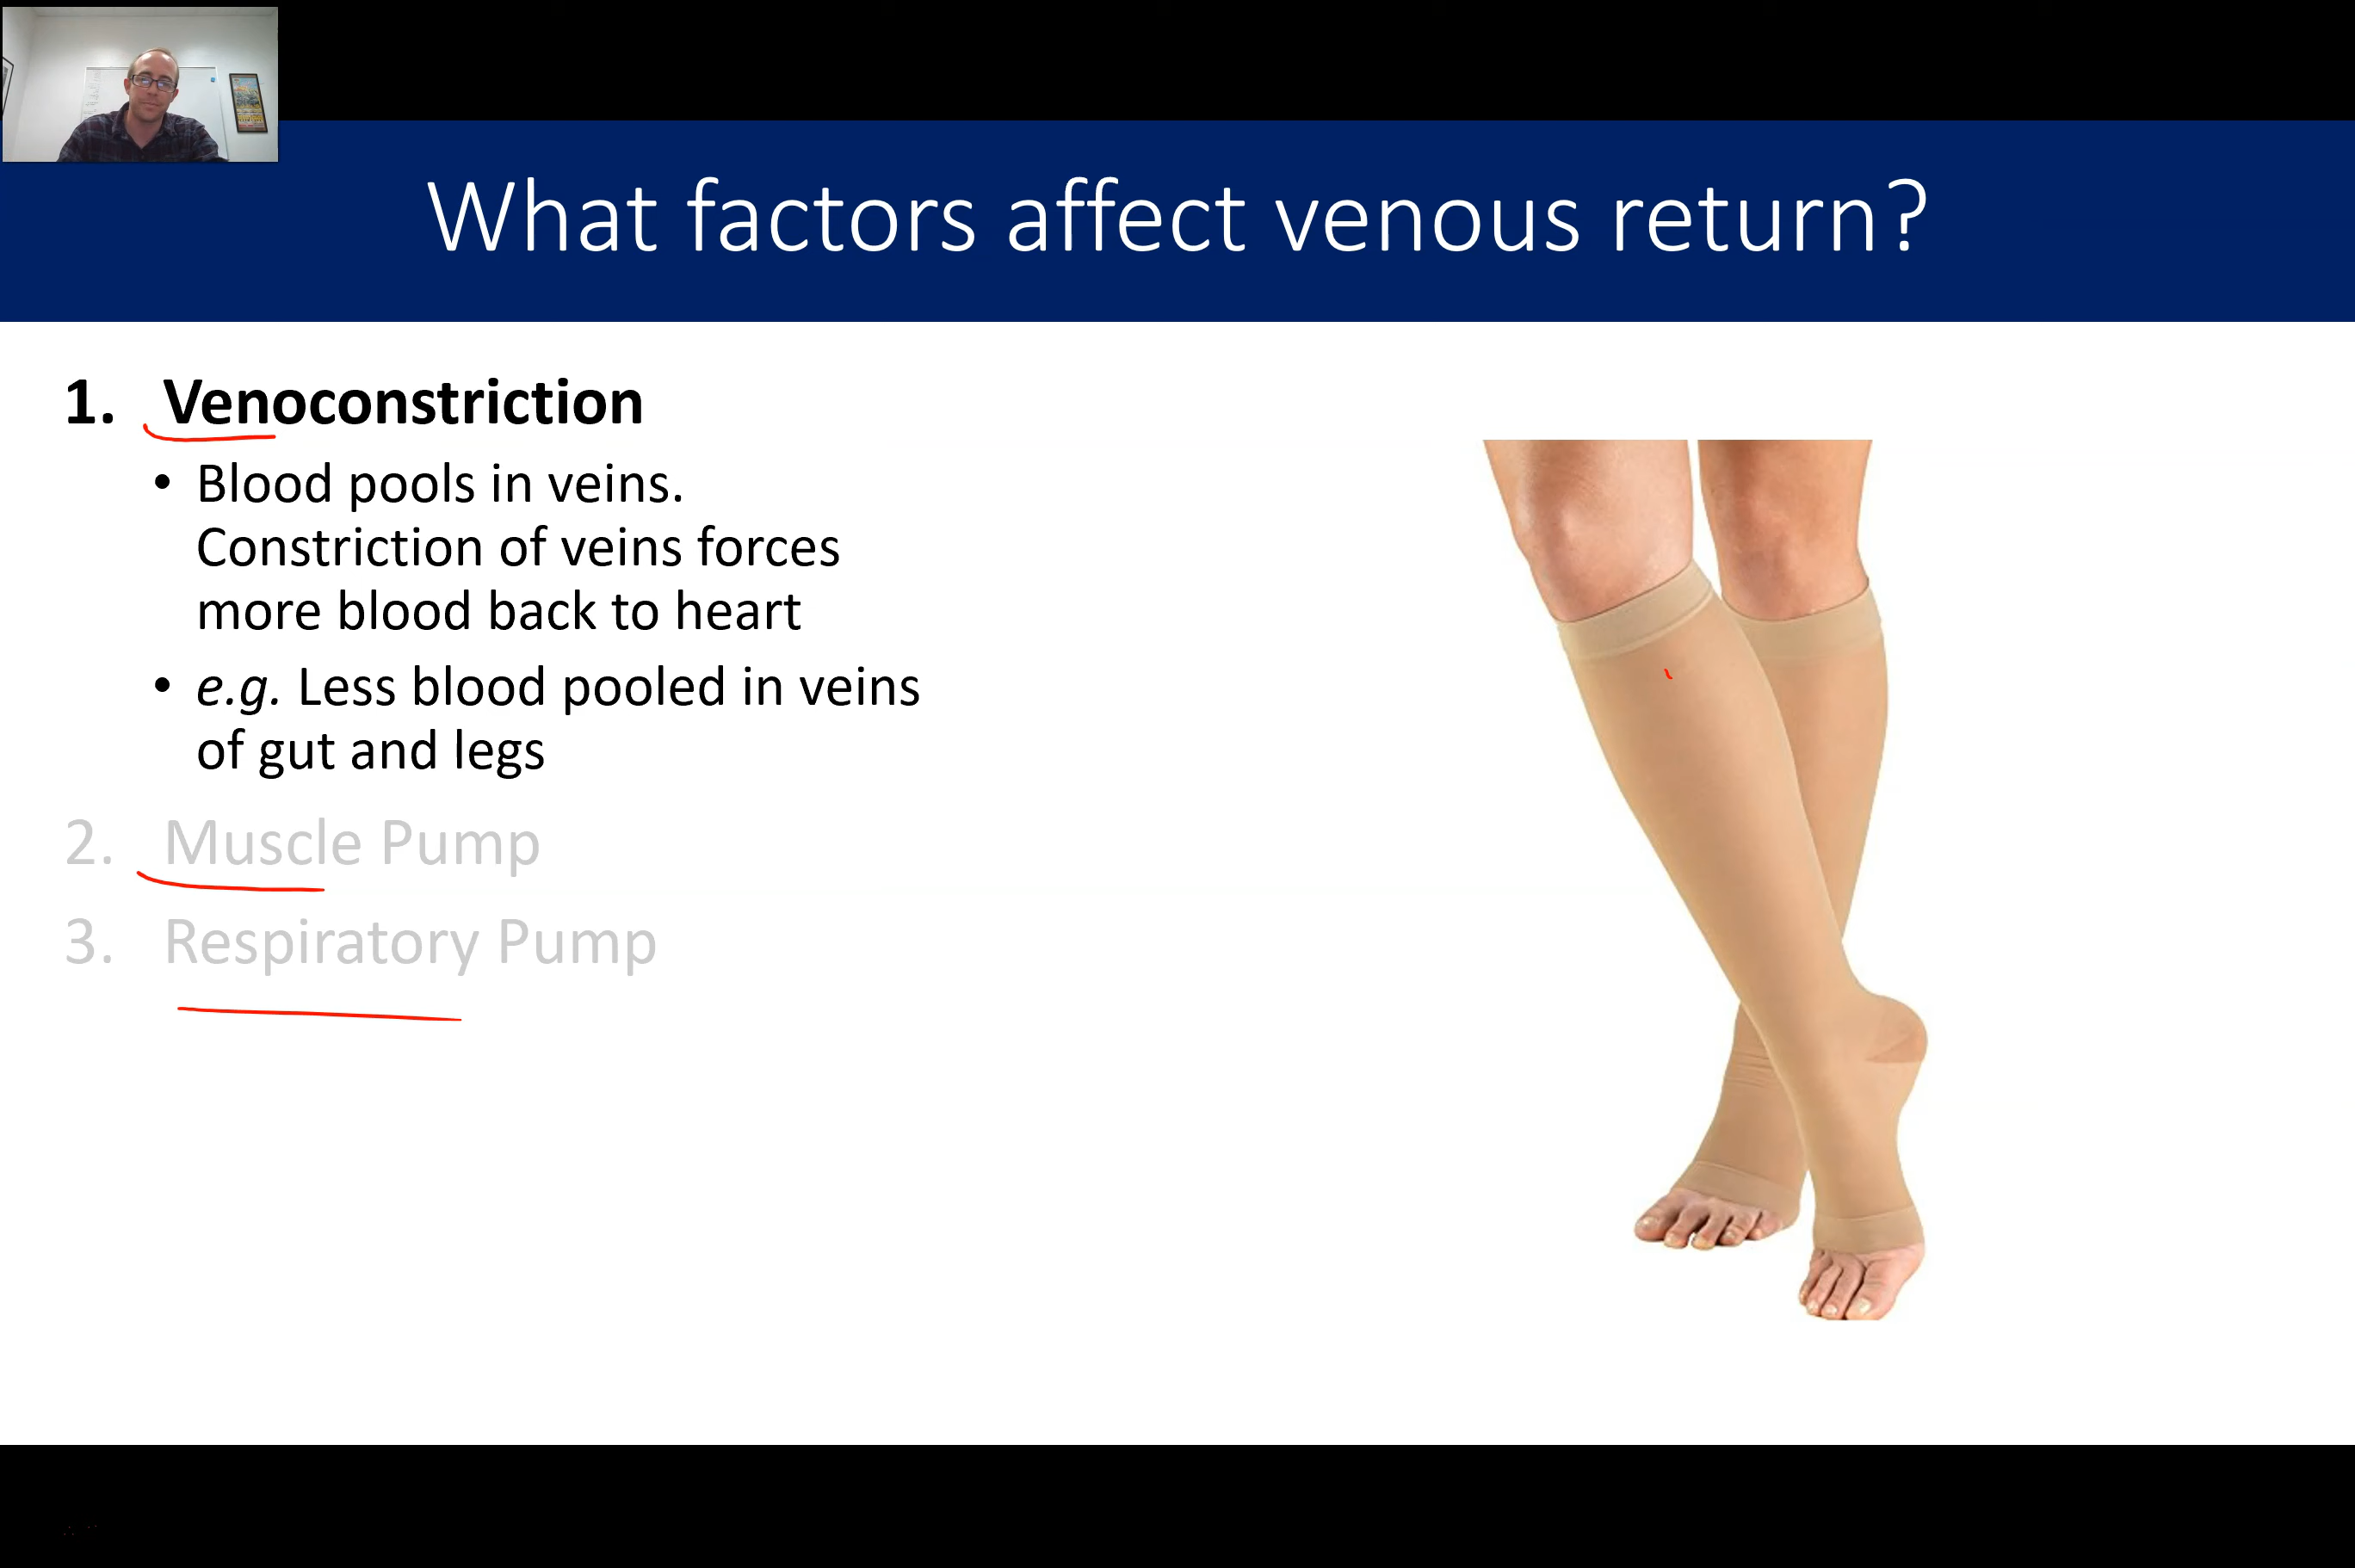 What factors affect venous return?
1. Venoconstriction
• Blood pools in veins.
Constriction of veins forces
more blood back to heart
• e.g. Less blood pooled in veins
of gut and legs
2. Muscle Pump
3. Respiratory Pump